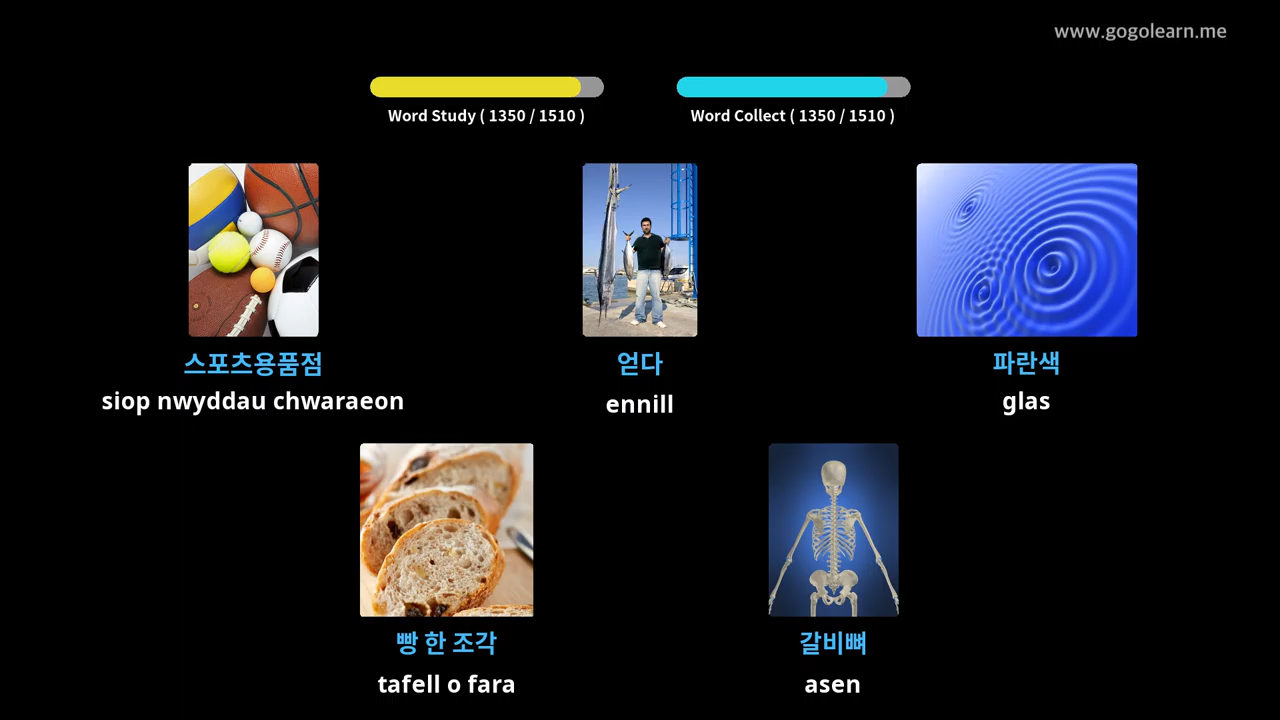 www.gogolearn.me
Word Study ( 1350 / 1510 )
Word Collect ( 1350 / 1510 )
스포츠용품점
얻다
파란색
siop nwyddau chwaraeon
ennill
glas
빵 한 조각
갈비뼈
tafell o fara
asen